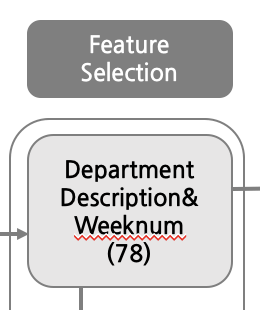 Feature
Selection
Department
Description&
Weeknum
(78)